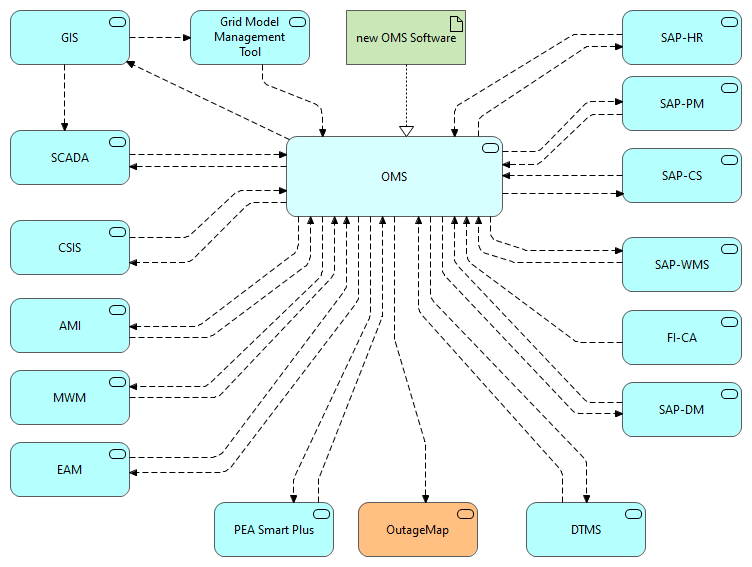 GIS
Grid Model
Management
Tool
new OMS Software
SAP-HR
SAP-PM
SCADA
OMS
SAP-CS
CSIS
SAP-WMS
AMI
FI-CA
MWM
SAP-DM
EAM
PEA Smart Plus
OutageMap
DTMS